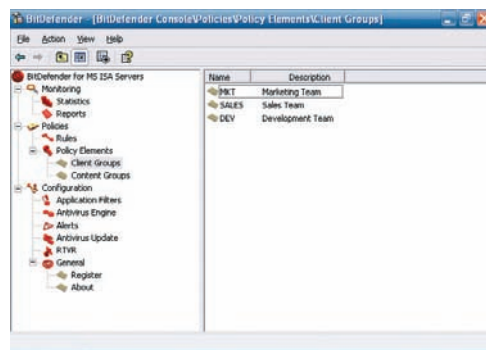 BitDefender - [BitDefender Console\Policies\Policy Elements\Client Groups]
File Action View Help
BitDefender for MS ISA Servers
Monitoring
Statistics
Reports
Policies
Rules
Policy Elements
Client Groups
Content Groups
Configuration
Application Filters
Antivirus Engine
Alerts
Antivirus Update
RTVR
General
Register
About
Name Description
MKT Marketing Team
SALES Sales Team
DEV Development Team